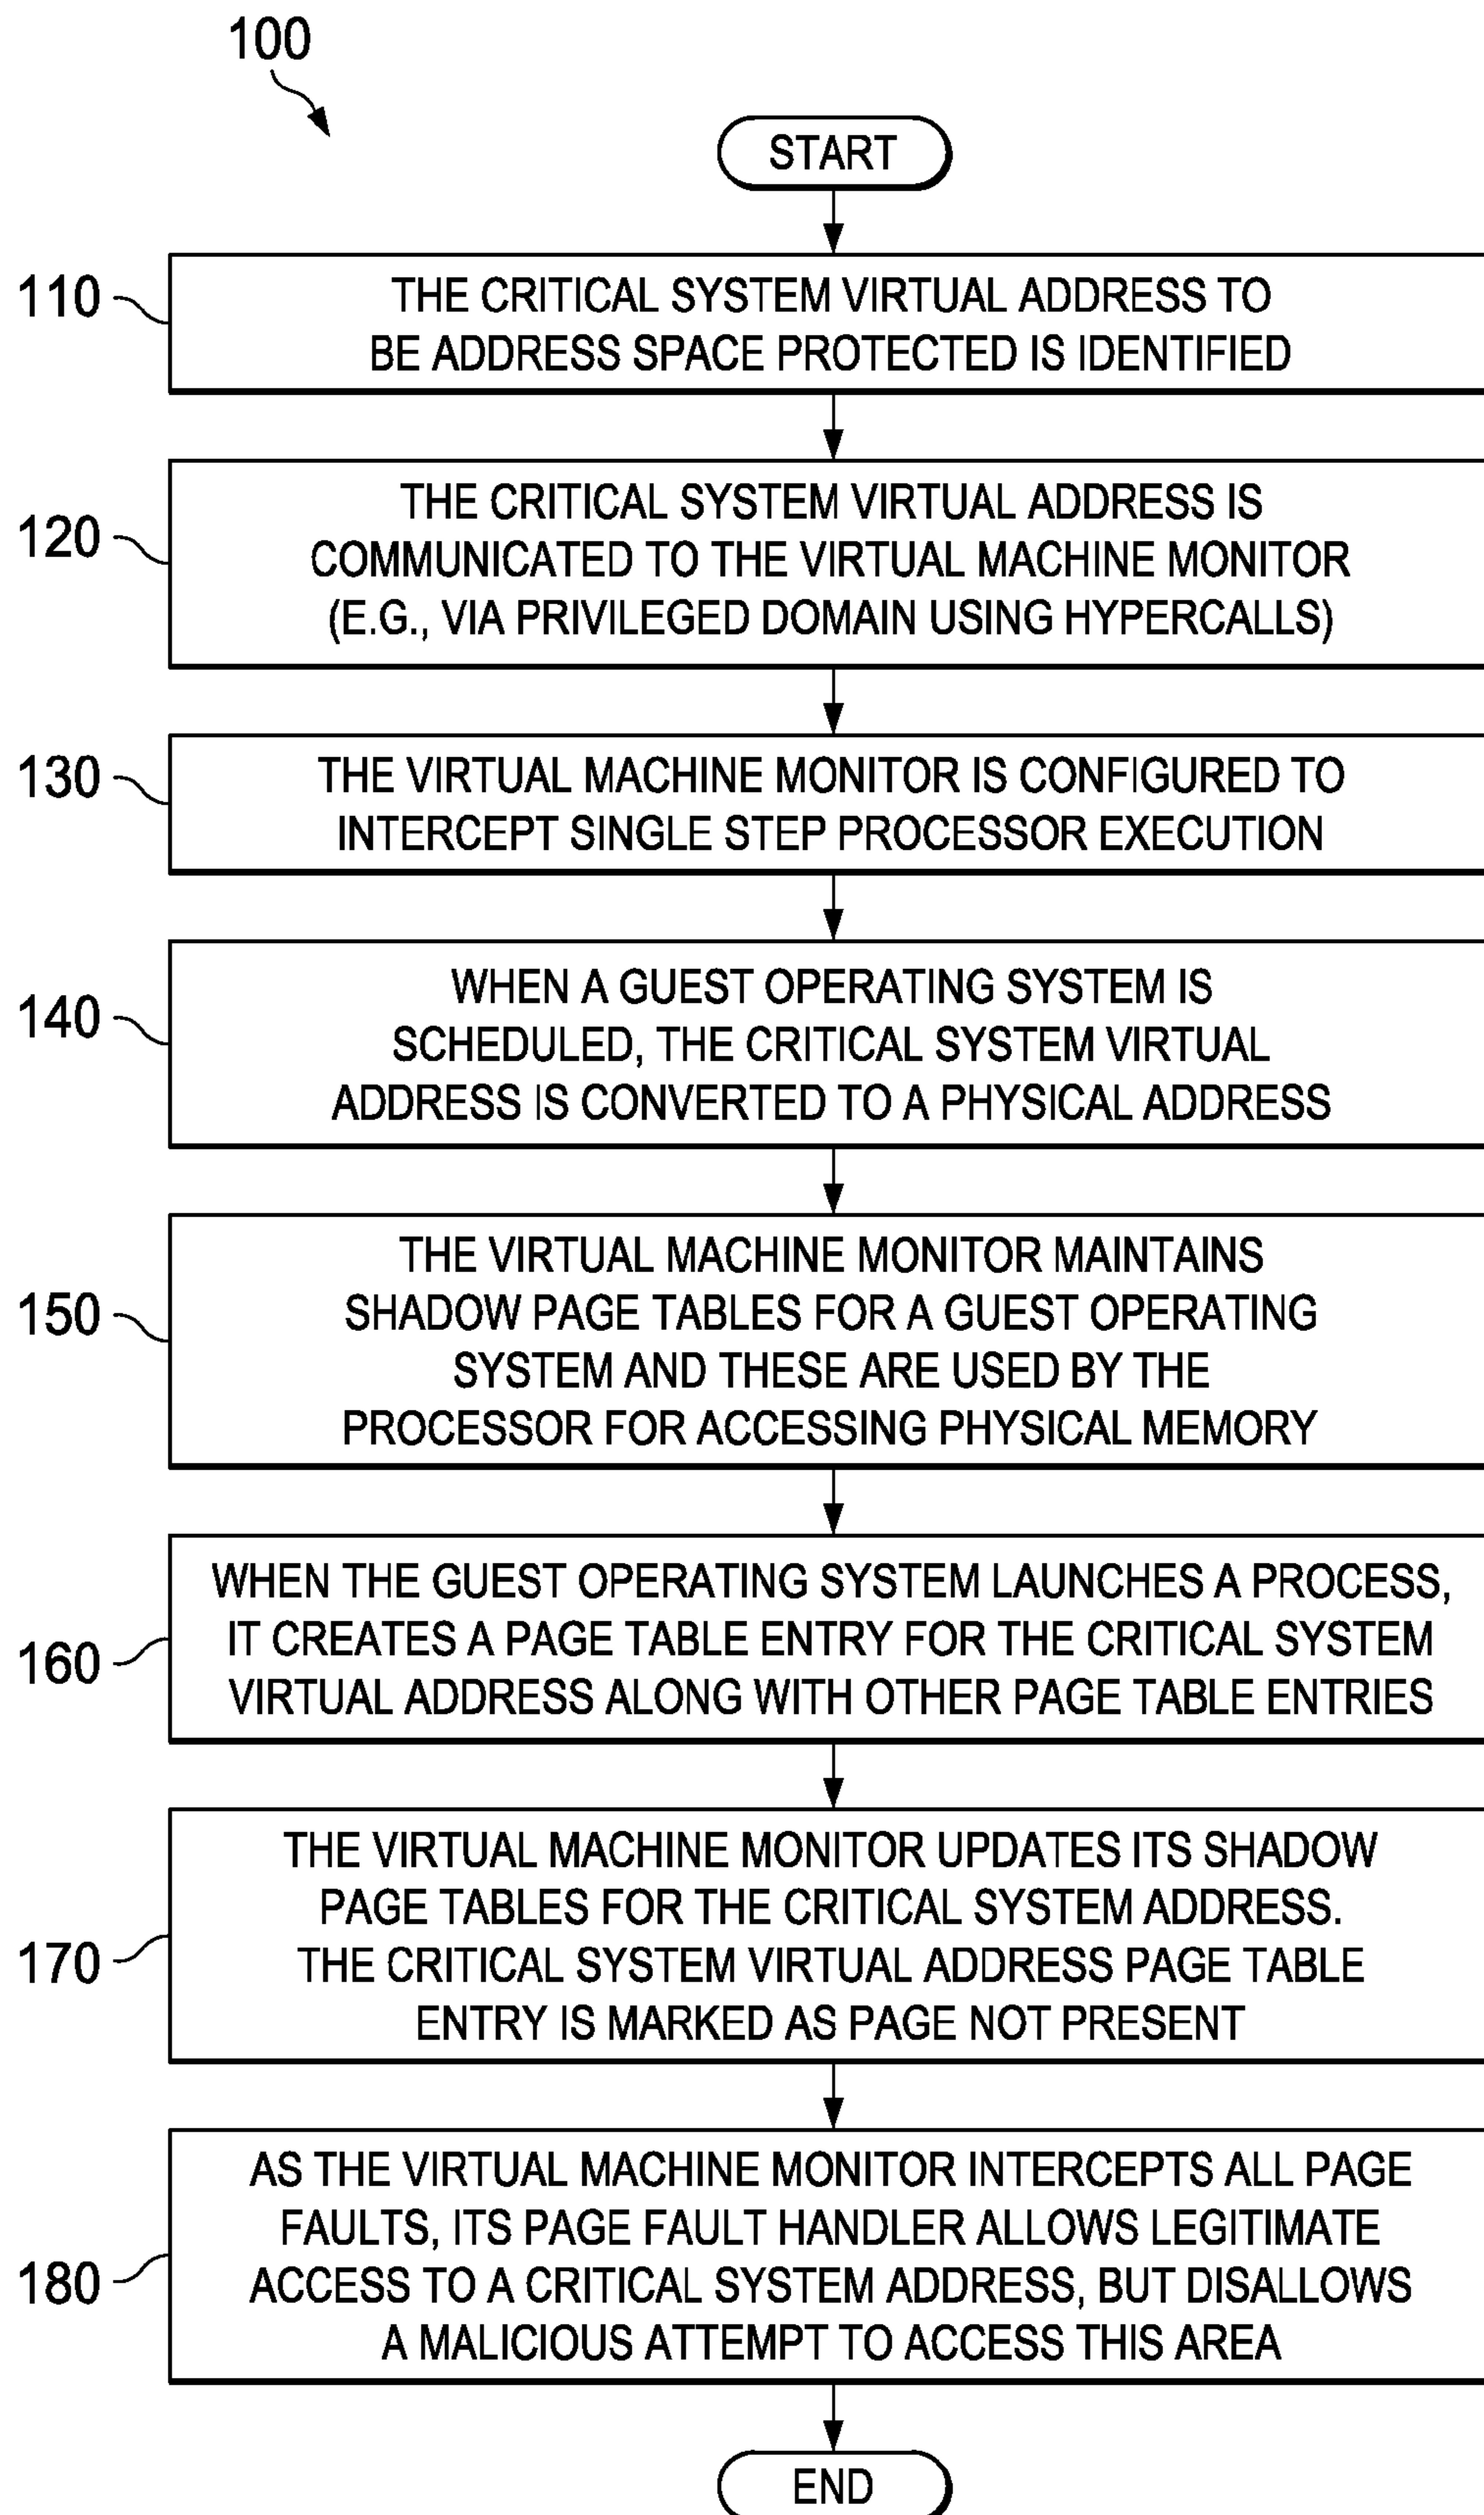 100
START
110
THE CRITICAL SYSTEM VIRTUAL ADDRESS TO
BE ADDRESS SPACE PROTECTED IS IDENTIFIED
120
THE CRITICAL SYSTEM VIRTUAL ADDRESS IS
COMMUNICATED TO THE VIRTUAL MACHINE MONITOR
(E.G., VIA PRIVILEGED DOMAIN USING HYPERCALLS)
130
THE VIRTUAL MACHINE MONITOR IS CONFIGURED TO
INTERCEPT SINGLE STEP PROCESSOR EXECUTION
140
WHEN A GUEST OPERATING SYSTEM IS
SCHEDULED, THE CRITICAL SYSTEM VIRTUAL
ADDRESS IS CONVERTED TO A PHYSICAL ADDRESS
150
THE VIRTUAL MACHINE MONITOR MAINTAINS
SHADOW PAGE TABLES FOR A GUEST OPERATING
SYSTEM AND THESE ARE USED BY THE
PROCESSOR FOR ACCESSING PHYSICAL MEMORY
160
WHEN THE GUEST OPERATING SYSTEM LAUNCHES A PROCESS,
IT CREATES A PAGE TABLE ENTRY FOR THE CRITICAL SYSTEM
VIRTUAL ADDRESS ALONG WITH OTHER PAGE TABLE ENTRIES
170
THE VIRTUAL MACHINE MONITOR UPDATES ITS SHADOW
PAGE TABLES FOR THE CRITICAL SYSTEM ADDRESS.
THE CRITICAL SYSTEM VIRTUAL ADDRESS PAGE TABLE
ENTRY IS MARKED AS PAGE NOT PRESENT
180
AS THE VIRTUAL MACHINE MONITOR INTERCEPTS ALL PAGE
FAULTS, ITS PAGE FAULT HANDLER ALLOWS LEGITIMATE
ACCESS TO A CRITICAL SYSTEM ADDRESS, BUT DISALLOWS
A MALICIOUS ATTEMPT TO ACCESS THIS AREA
END